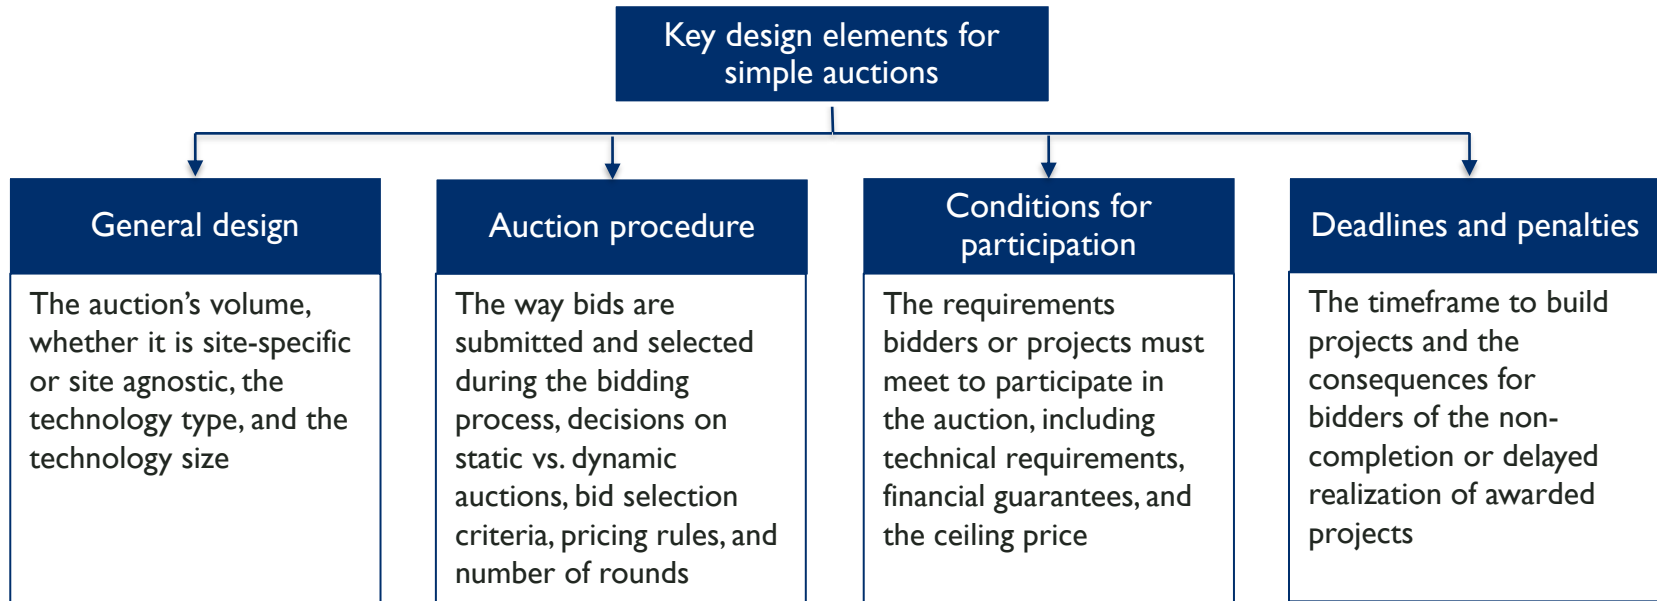 Key design elements for
simple auctions
General design
The auction’s volume,
whether it is site-specific
or site agnostic, the
technology type, and the
technology size
Auction procedure
The way bids are
submitted and selected
during the bidding
process, decisions on
static vs. dynamic
auctions, bid selection
criteria, pricing rules, and
number of rounds
Conditions for
participation
The requirements
bidders or projects must
meet to participate in
the auction, including
technical requirements,
financial guarantees, and
the ceiling price
Deadlines and penalties
The timeframe to build
projects and the
consequences for
bidders of the non-
completion or delayed
realization of awarded
projects